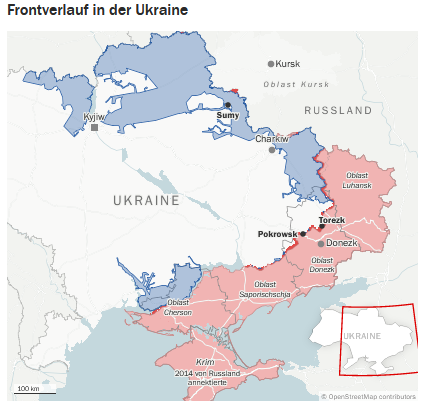 Frontverlauf in der Ukraine
Kursk
Oblast Kursk
RUSSLAND
Sumy
Kyjiw
Charkiw
Oblast
Luhansk
UKRAINE
Torezk
Pokrowsk
Donezk
Oblast
Donezk
Oblast
Saporischschja
Oblast
Cherson
UKRAINE
Krim
2014 von Russland
annektierte
100 km
© OpenStreetMap contributors